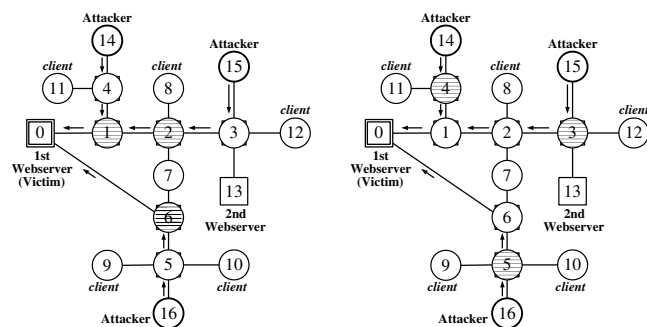 Attacker
14
client
11
4
client
8
Attacker
15
client
0
1
2
3
12
1st
Webserver
(Victim)
7
13
6
2nd
Webserver
9
5
10
client
client
Attacker
16
Attacker
14
client
11
4
client
8
Attacker
15
client
0
1
2
3
12
1st
Webserver
(Victim)
7
13
6
2nd
Webserver
9
5
10
client
client
Attacker
16